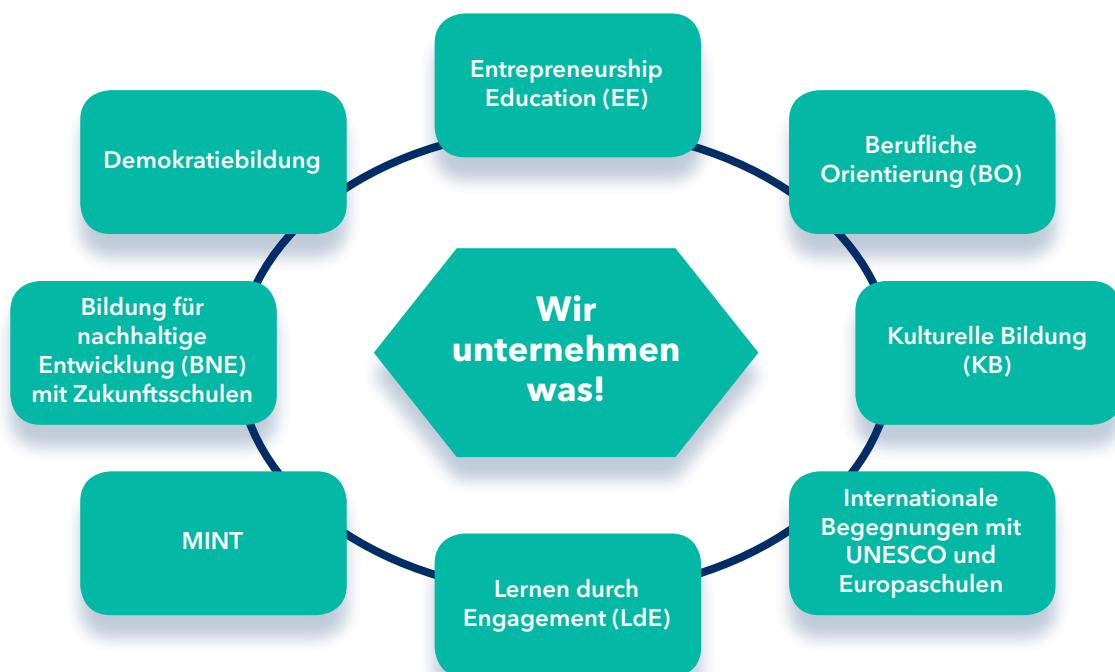 Entrepreneurship
Education (EE)
Berufliche
Orientierung (BO)
Kulturelle Bildung
(KB)
Internationale
Begegnungen mit
UNESCO und
Europaschulen
Lernen durch
Engagement (LdE)
MINT
Bildung für
nachhaltige
Entwicklung (BNE)
mit Zukunftsschulen
Demokratiebildung
Wir
unternehmen
was!